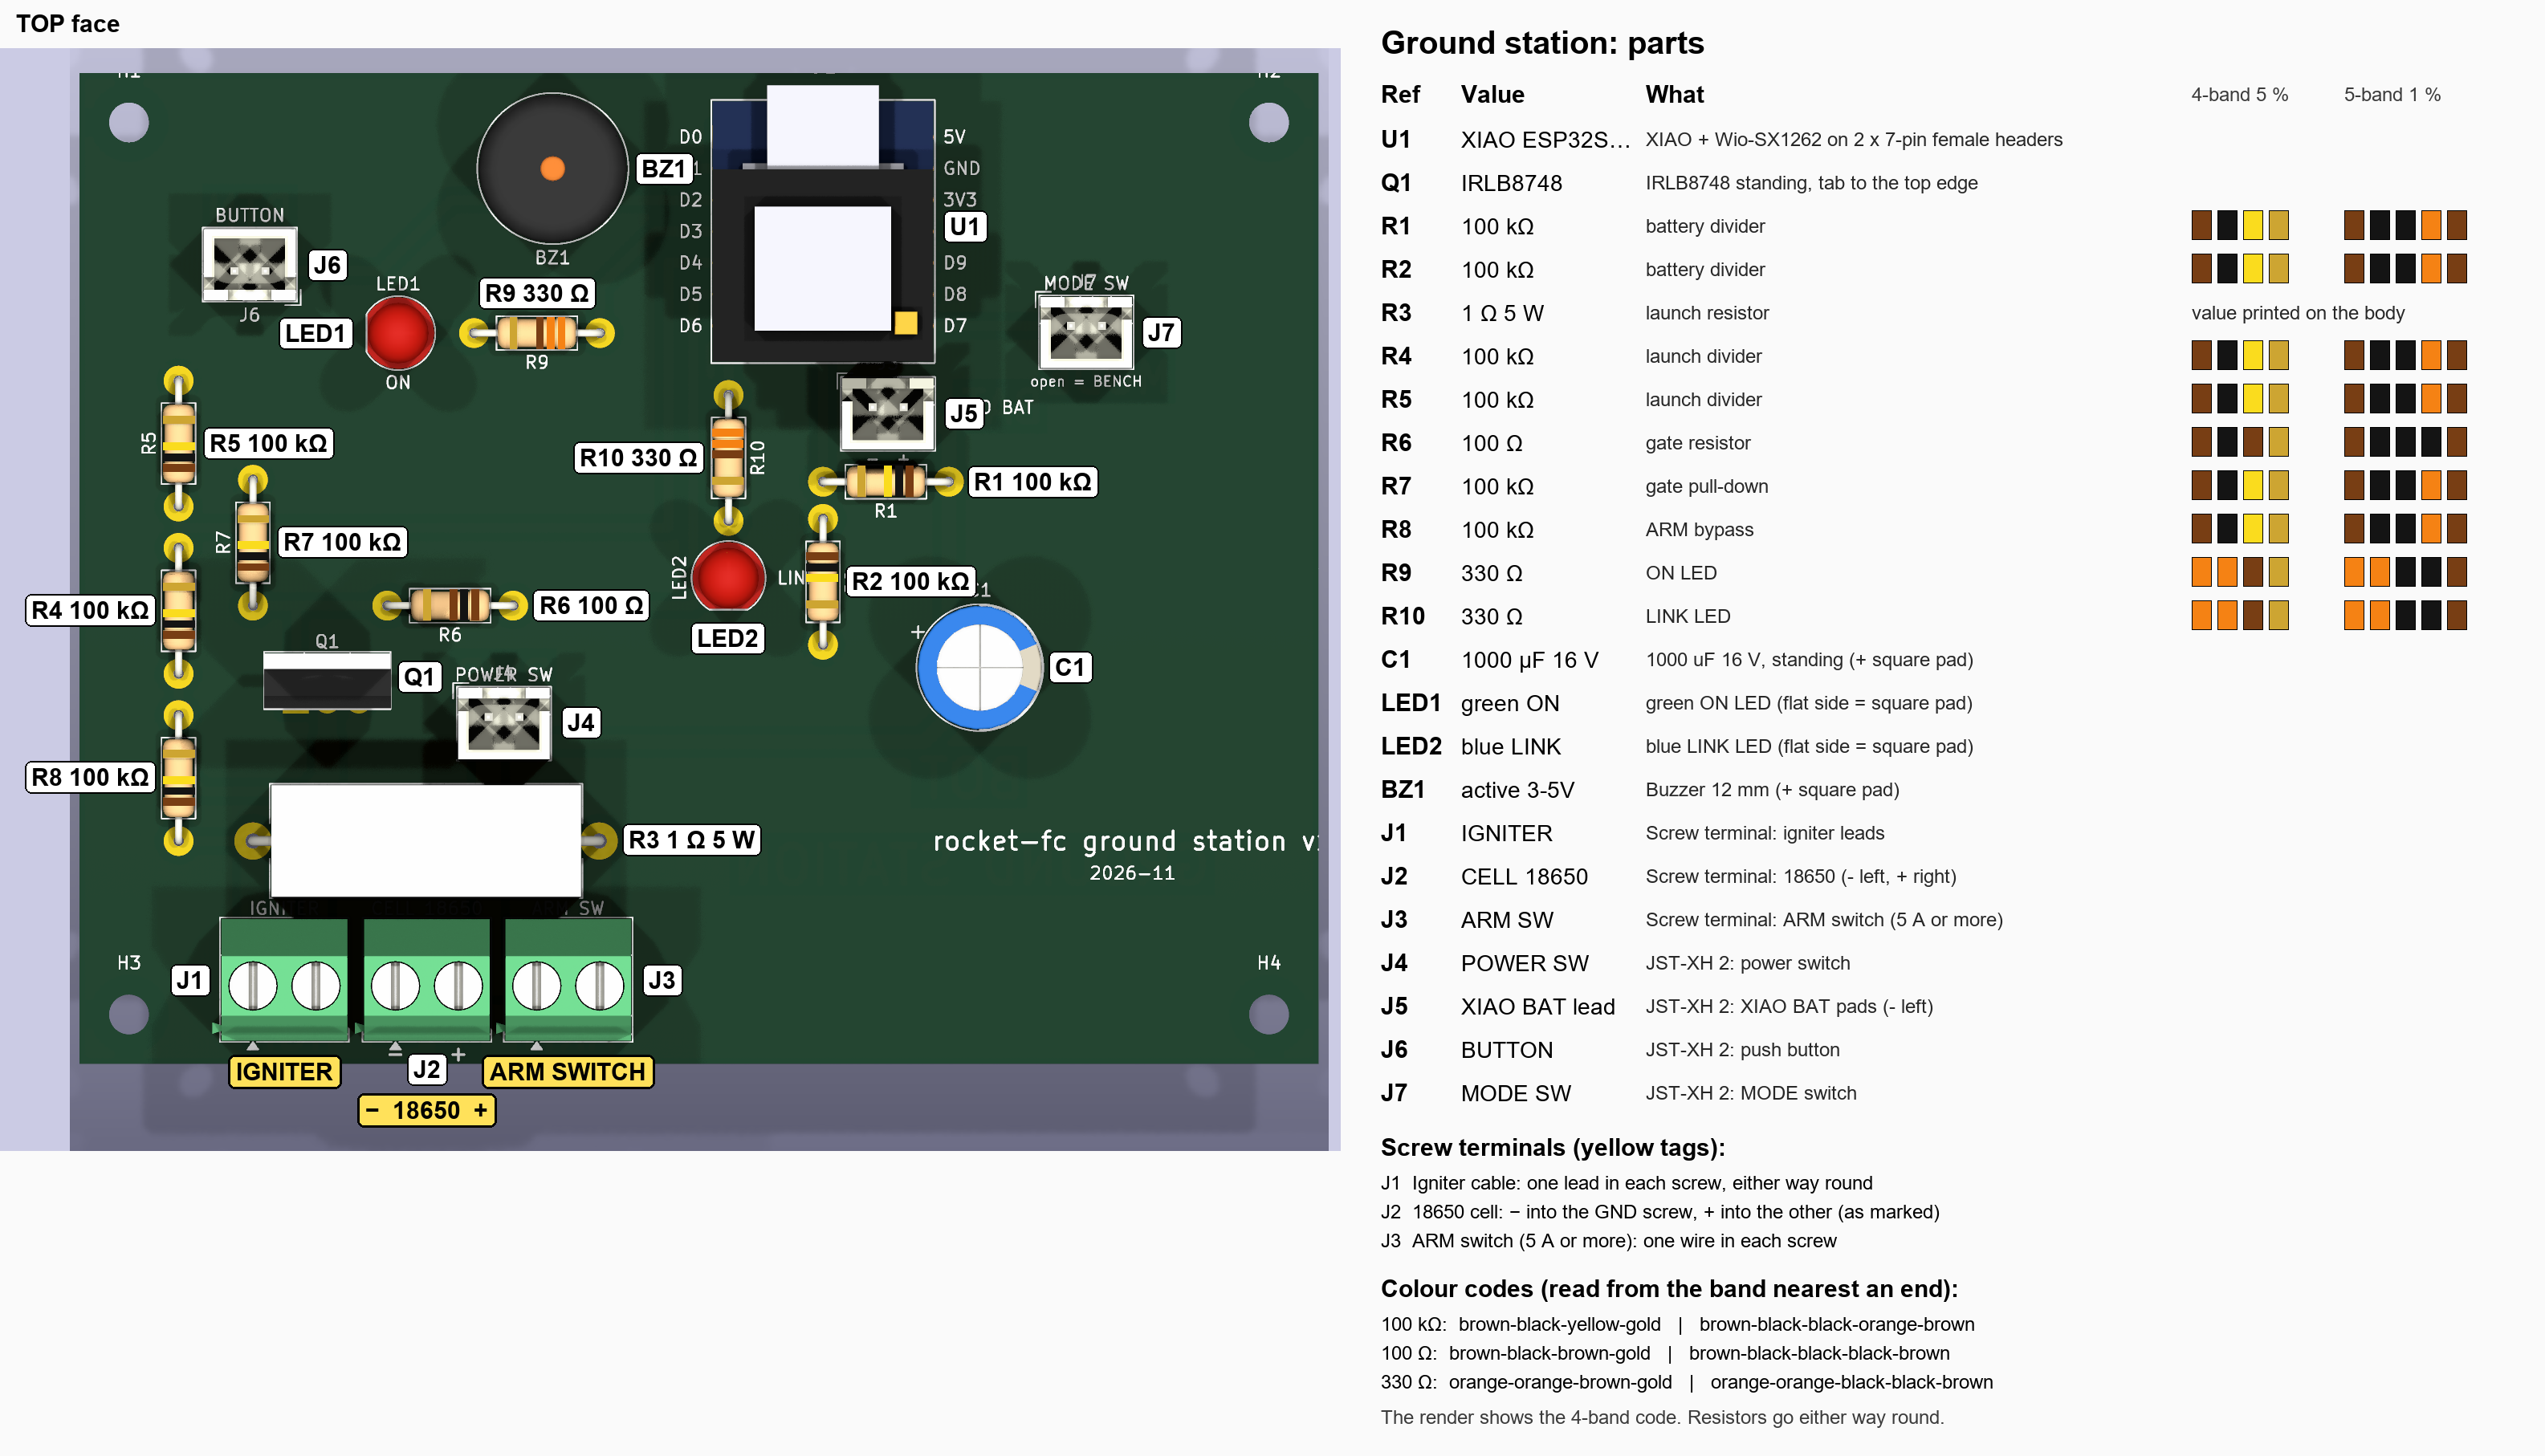 TOP face
BUTTON
J6
J6
LED1
LED1
ON
BZ1
BZ1
R9 330 Ω
R9
D0
D2
D3
D4
D5
D6
5V
GND
3V3
U1
D9
D8
D7
MODE SW
J7
open = BENCH
J5
BAT
R5
R5 100 kΩ
R10 330 Ω
R10
R1 100 kΩ
R1
R7
R7 100 kΩ
R4 100 kΩ
R6 100 Ω
R6
LED2
LED2
R2 100 kΩ
C1
+
Q1
Q1
POWER SW
J4
R8 100 kΩ
R3 1 Ω 5 W
rocket-fc ground station
2026-11
SW
H3
H4
J1
J3
IGNITER
J2
ARM SWITCH
− 18650 +
Ground station: parts
Ref Value What 4-band 5 % 5-band 1 %
U1 XIAO ESP32S… XIAO + Wio-SX1262 on 2 x 7-pin female headers
Q1 IRLB8748 IRLB8748 standing, tab to the top edge
R1 100 kΩ battery divider
R2 100 kΩ battery divider
R3 1 Ω 5 W launch resistor value printed on the body
R4 100 kΩ launch divider
R5 100 kΩ launch divider
R6 100 Ω gate resistor
R7 100 kΩ gate pull-down
R8 100 kΩ ARM bypass
R9 330 Ω ON LED
R10 330 Ω LINK LED
C1 1000 µF 16 V 1000 uF 16 V, standing (+ square pad)
LED1 green ON green ON LED (flat side = square pad)
LED2 blue LINK blue LINK LED (flat side = square pad)
BZ1 active 3-5V Buzzer 12 mm (+ square pad)
J1 IGNITER Screw terminal: igniter leads
J2 CELL 18650 Screw terminal: 18650 (- left, + right)
J3 ARM SW Screw terminal: ARM switch (5 A or more)
J4 POWER SW JST-XH 2: power switch
J5 XIAO BAT lead JST-XH 2: XIAO BAT pads (- left)
J6 BUTTON JST-XH 2: push button
J7 MODE SW JST-XH 2: MODE switch
Screw terminals (yellow tags):
J1 Igniter cable: one lead in each screw, either way round
J2 18650 cell: − into the GND screw, + into the other (as marked)
J3 ARM switch (5 A or more): one wire in each screw
Colour codes (read from the band nearest an end):
100 kΩ: brown-black-yellow-gold | brown-black-black-orange-brown
100 Ω: brown-black-brown-gold | brown-black-black-black-brown
330 Ω: orange-orange-brown-gold | orange-orange-black-black-brown
The render shows the 4-band code. Resistors go either way round.